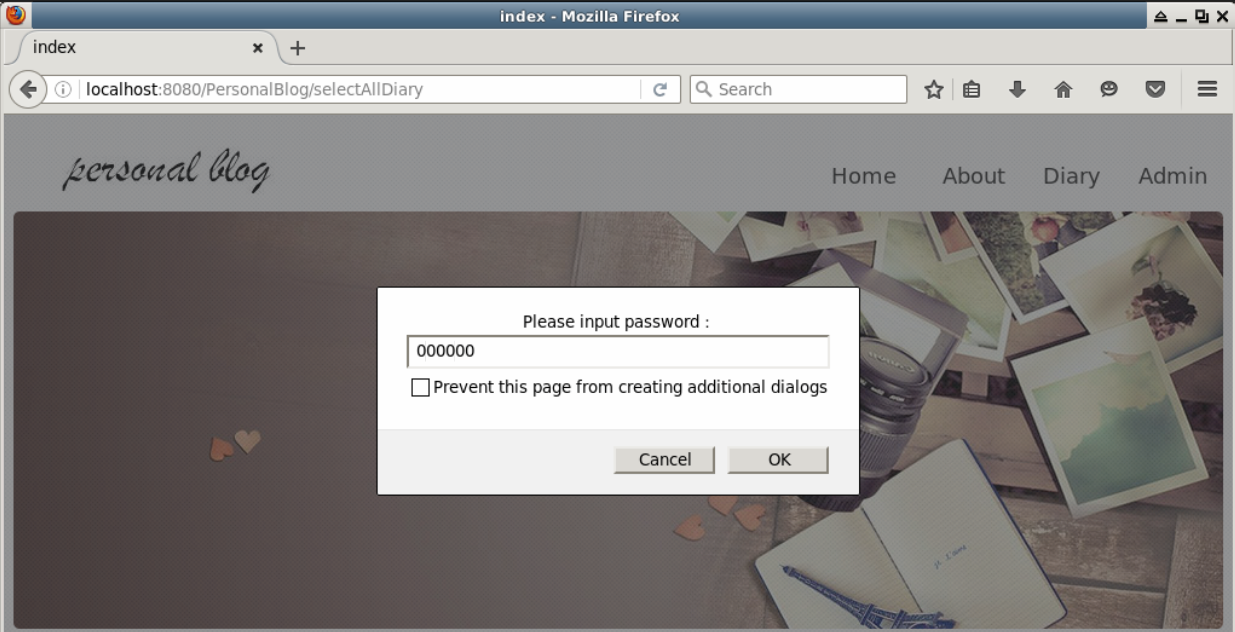 index - Mozilla Firefox
index
localhost:8080/PersonalBlog/selectAllDiary
Search
personal blog
Home About Diary Admin
Please input password :
000000
Prevent this page from creating additional dialogs
Cancel OK